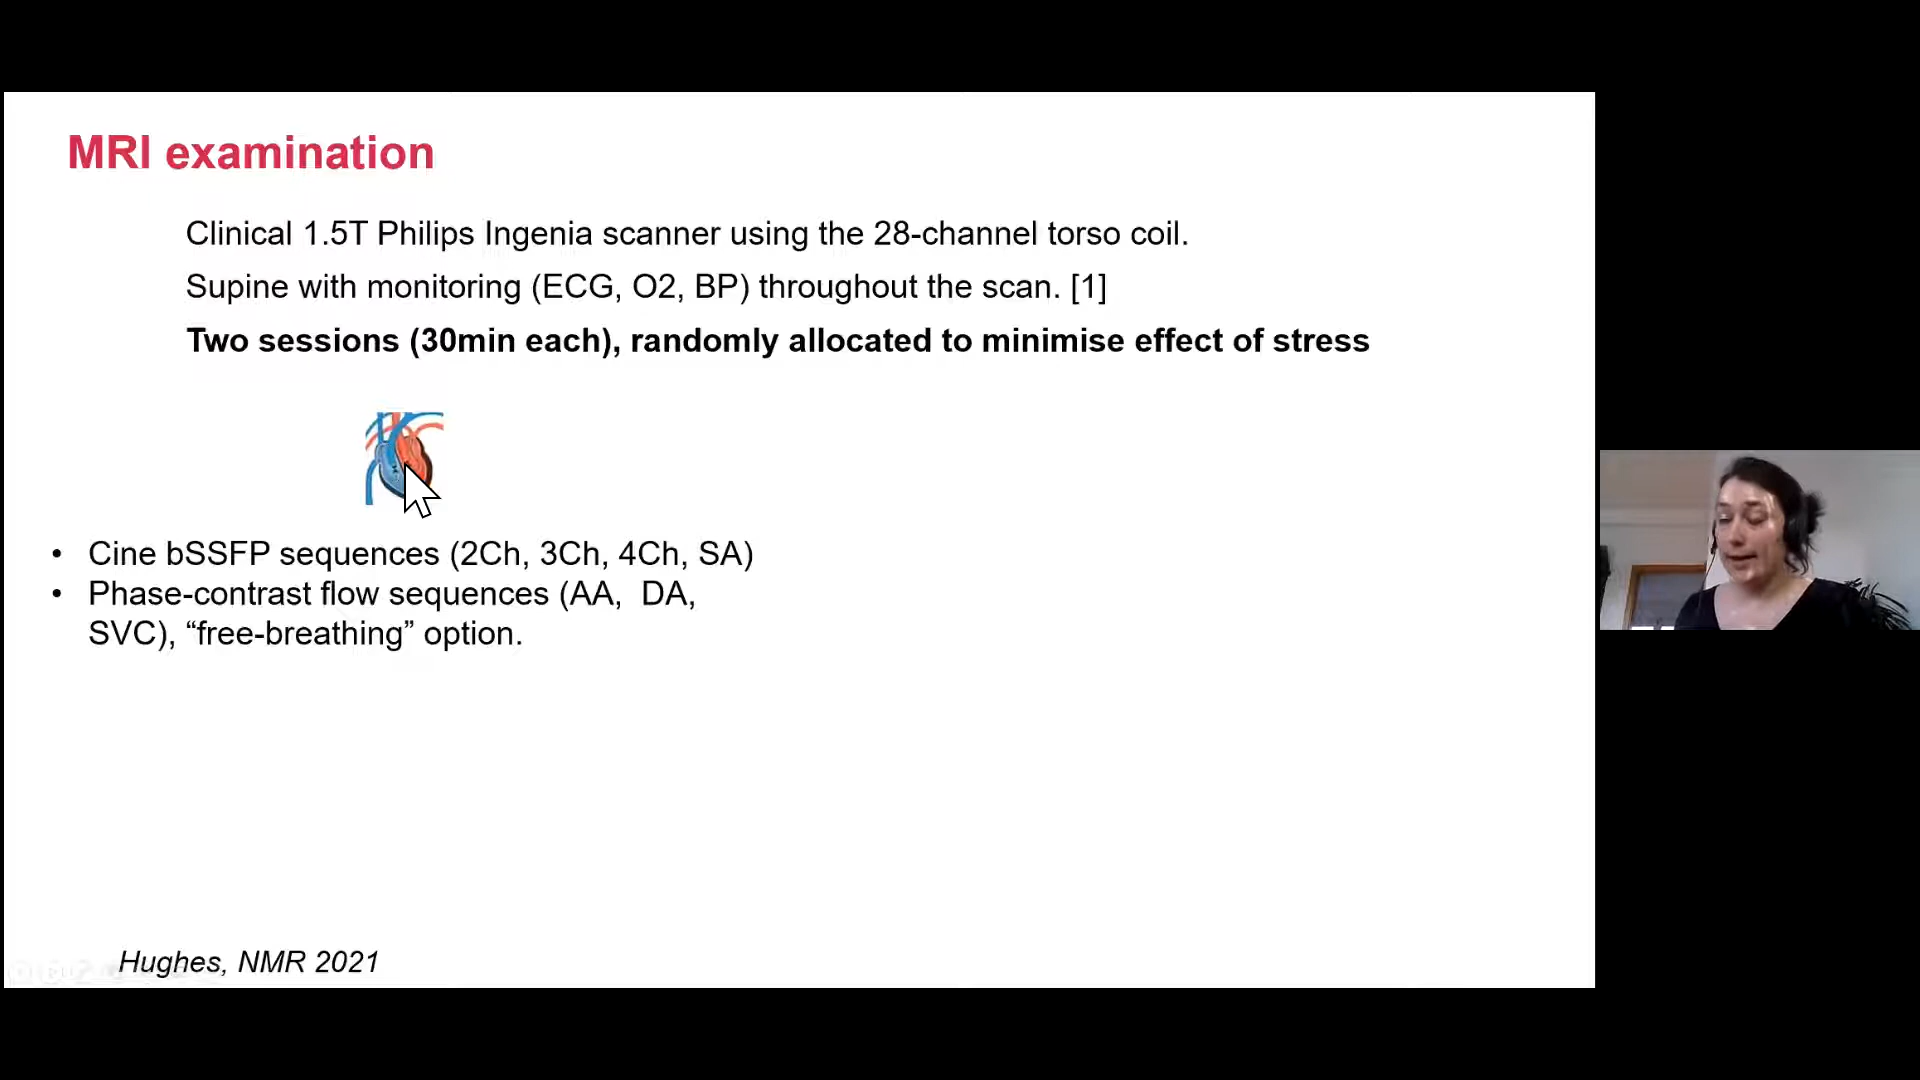 MRI examination
Clinical 1.5T Philips Ingenia scanner using the 28-channel torso coil.
Supine with monitoring (ECG, O2, BP) throughout the scan. [1]
Two sessions (30min each), randomly allocated to minimise effect of stress
• Cine bSSFP sequences (2Ch, 3Ch, 4Ch, SA)
• Phase-contrast flow sequences (AA,  DA,
SVC), “free-breathing” option.
Hughes, NMR 2021